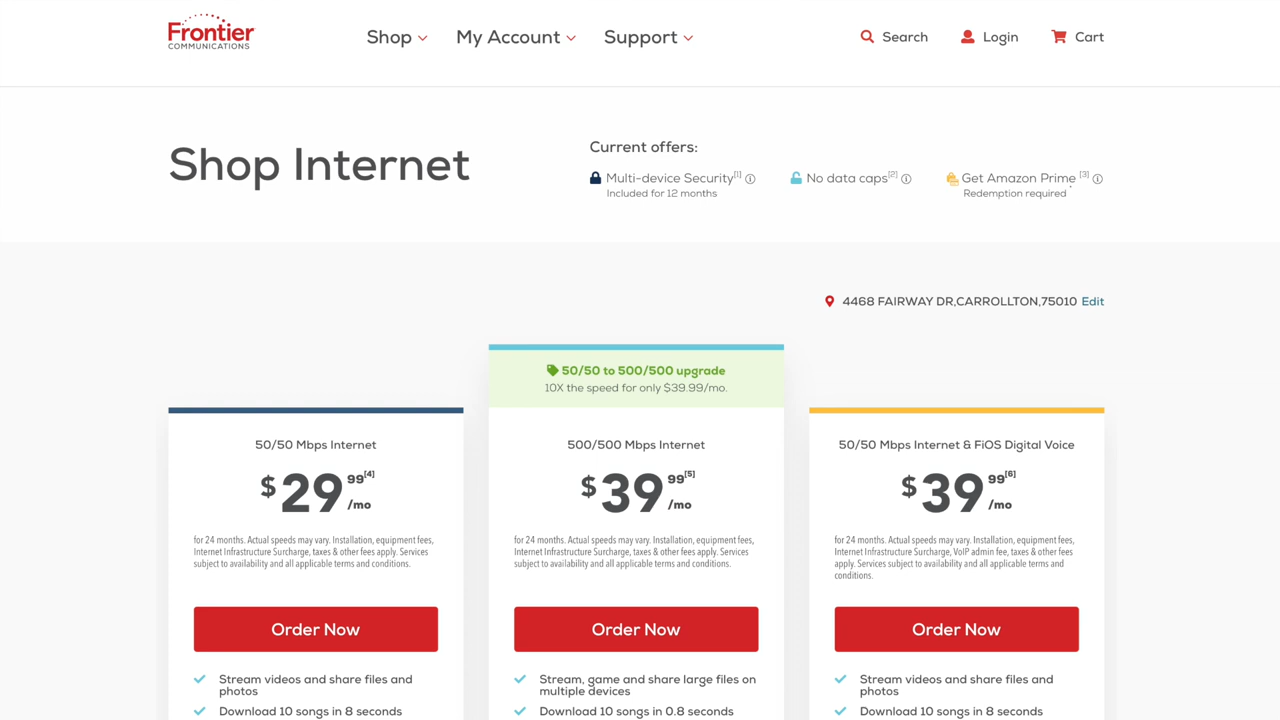 Frontier
COMMUNICATIONS
Shop
My Account
Support
Search
Login
Cart
Shop Internet
Current offers:
Multi-device Security[1]
Included for 12 months
No data caps[2]
Get Amazon Prime [3]
Redemption required
4468 FAIRWAY DR,CARROLLTON,75010 Edit
50/50 to 500/500 upgrade
10X the speed for only $39.99/mo.
50/50 Mbps Internet
$29 99[4]
/mo
for 24 months. Actual speeds may vary. Installation, equipment fees,
Internet Infrastructure Surcharge, taxes & other fees apply. Services
subject to availability and all applicable terms and conditions.
Order Now
Stream videos and share files and
photos
Download 10 songs in 8 seconds
500/500 Mbps Internet
$39 99[5]
/mo
for 24 months. Actual speeds may vary. Installation, equipment fees,
Internet Infrastructure Surcharge, taxes & other fees apply. Services
subject to availability and all applicable terms and conditions.
Order Now
Stream, game and share large files on
multiple devices
Download 10 songs in 0.8 seconds
50/50 Mbps Internet & FiOS Digital Voice
$39 99[6]
/mo
for 24 months. Actual speeds may vary. Installation, equipment fees,
Internet Infrastructure Surcharge, VoIP admin fee, taxes & other fees
apply. Services subject to availability and all applicable terms and
conditions.
Order Now
Stream videos and share files and
photos
Download 10 songs in 8 seconds